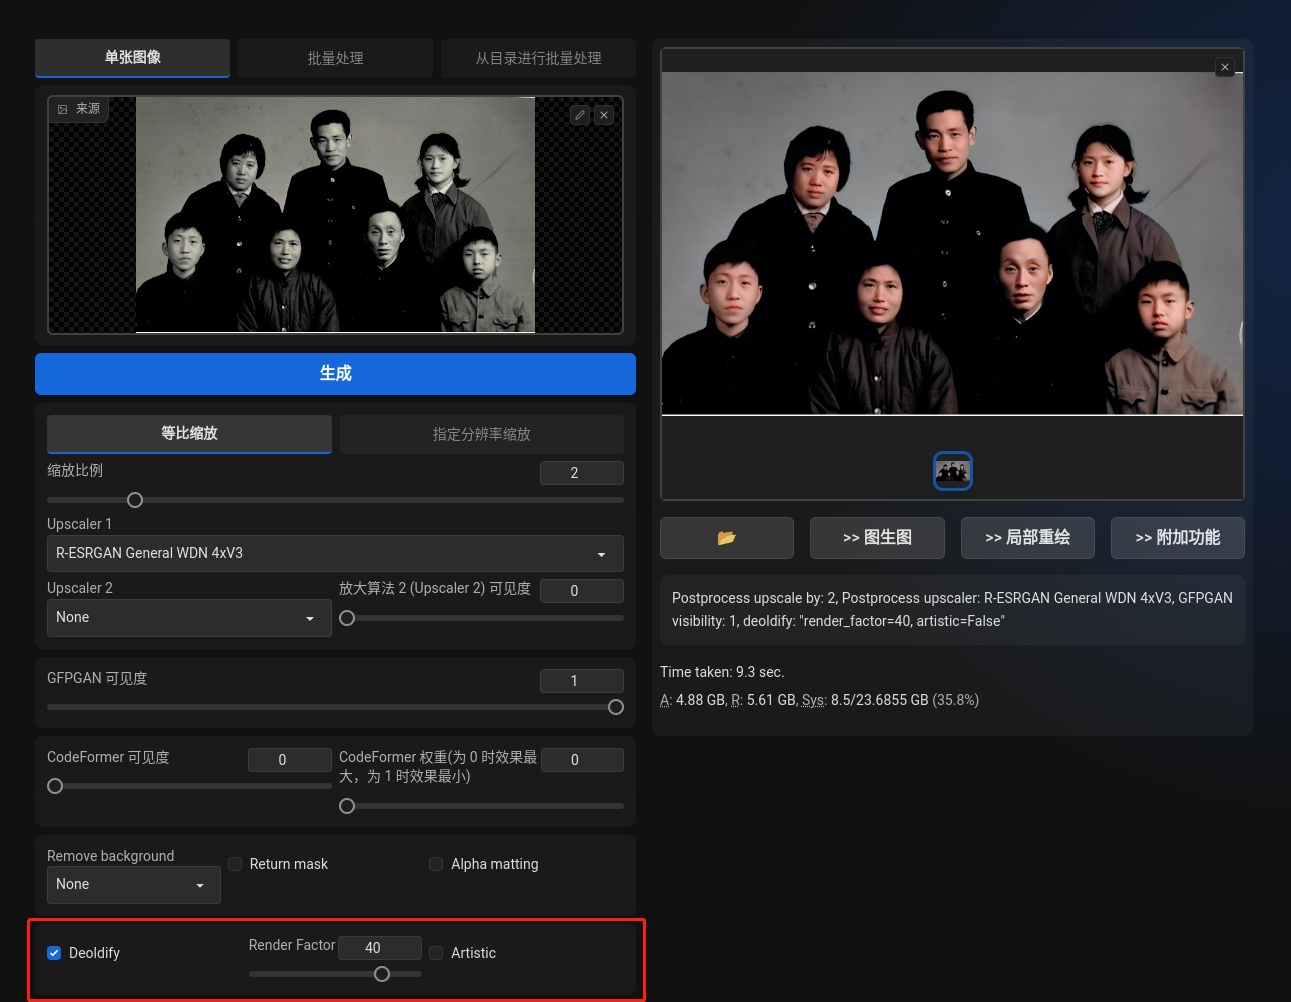 单张图像
批量处理
从目录进行批量处理
来源
生成
等比缩放
指定分辨率缩放
缩放比例
2
Upscaler 1
R-ESRGAN General WDN 4xV3
Upscaler 2
放大算法 2 (Upscaler 2) 可见度
0
None
GFPGAN 可见度
1
CodeFormer 可见度
0
CodeFormer 权重(为 0 时效果最
大，为 1 时效果最小)
0
Remove background
None
Return mask
Alpha matting
Deoldify
Render Factor
40
Artistic
>> 图生图
>> 局部重绘
>> 附加功能
Postprocess upscale by: 2, Postprocess upscaler: R-ESRGAN General WDN 4xV3, GFPGAN
visibility: 1, deoldify: "render_factor=40, artistic=False"
Time taken: 9.3 sec.
A: 4.88 GB, R: 5.61 GB, Sys: 8.5/23.6855 GB (35.8%)